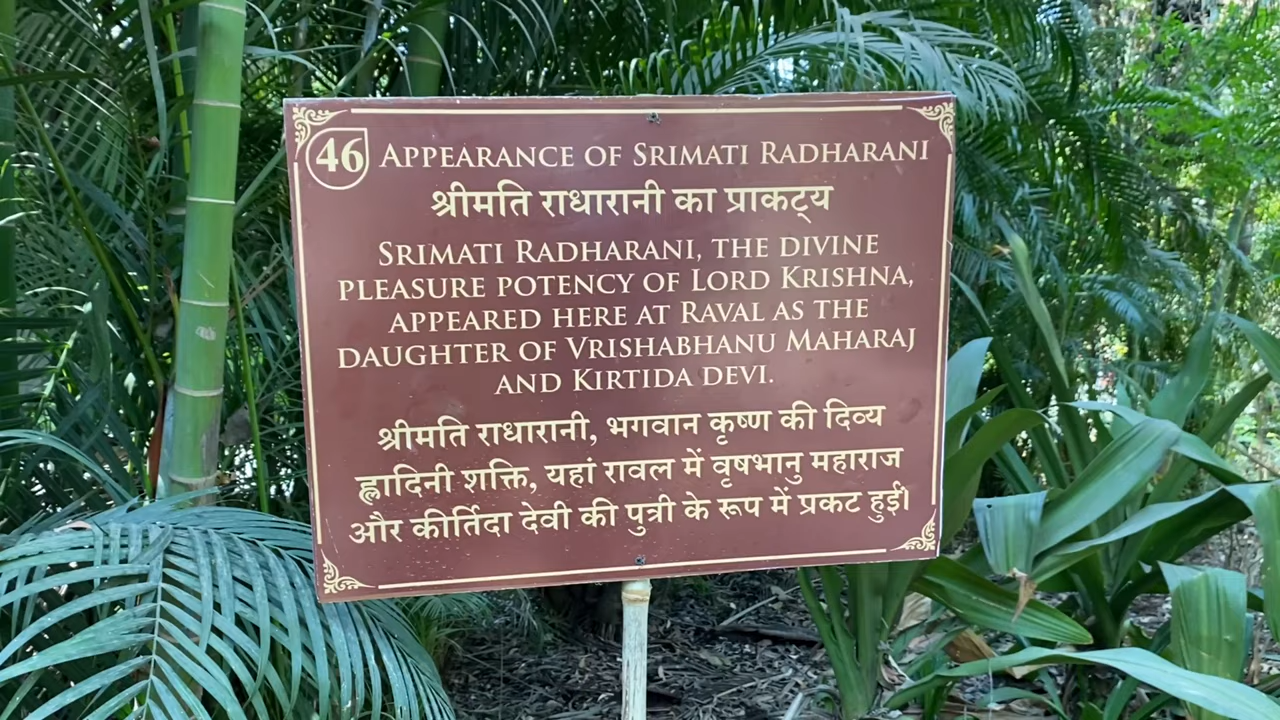 46 APPEARANCE OF SRIMATI RADHARANI
श्रीमति राधारानी का प्राकट्य
SRIMATI RADHARANI, THE DIVINE
PLEASURE POTENCY OF LORD KRISHNA,
APPEARED HERE AT RAVAL AS THE
DAUGHTER OF VRISHABHANU MAHARAJ
AND KIRTIDA DEVI.
श्रीमति राधारानी, भगवान कृष्ण की दिव्य
ह्लादिनी शक्ति, यहां रावल में वृषभानु महाराज
और कीर्तिदा देवी की पुत्री के रूप में प्रकट हुईं।